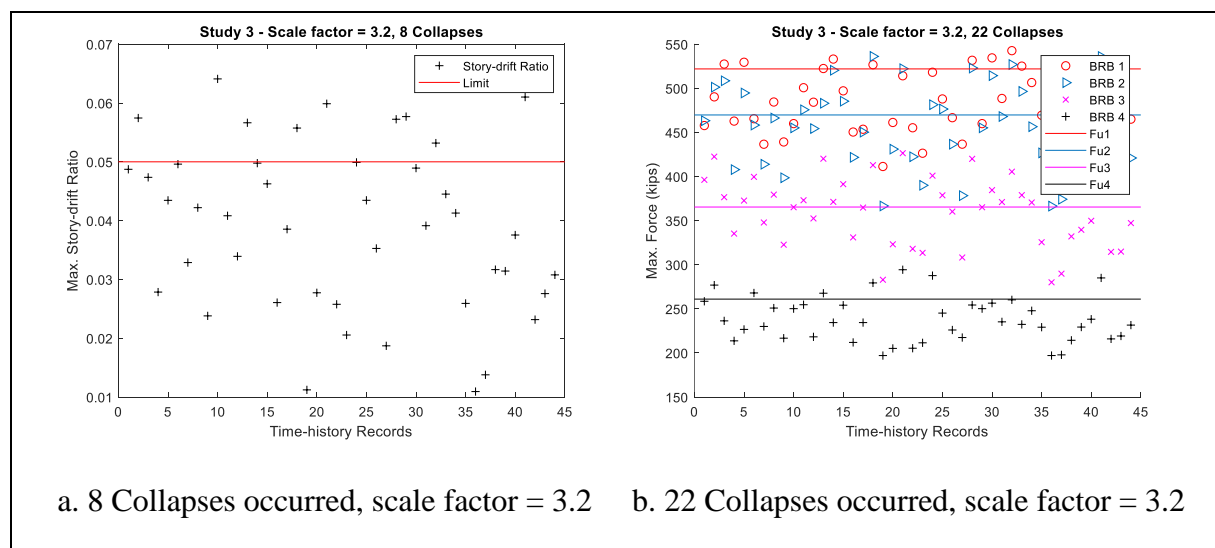 Study 3 - Scale factor = 3.2, 8 Collapses
0.07
0.06
0.05
0.04
0.03
0.02
0.01
Max. Story-drift Ratio
Story-drift Ratio
Limit
0 5 10 15 20 25 30 35 40 45
Time-history Records
Study 3 - Scale factor = 3.2, 22 Collapses
550
500
450
400
350
300
250
200
150
Max. Force (kips)
BRB 1
BRB 2
BRB 3
BRB 4
Fu1
Fu2
Fu3
Fu4
0 5 10 15 20 25 30 35 40 45
Time-history Records
a. 8 Collapses occurred, scale factor = 3.2
b. 22 Collapses occurred, scale factor = 3.2